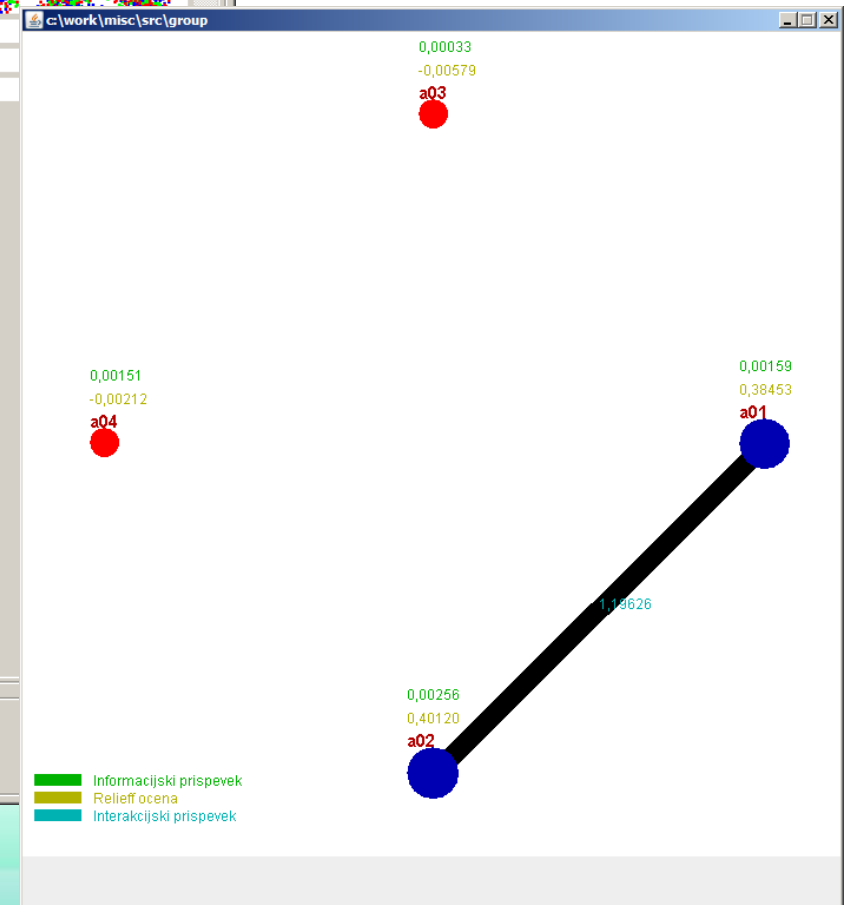 c:\work\misc\src\group
0,00033
-0,00579
a03
0,00159
0,38453
a01
0,00151
-0,00212
a04
1,19626
0,00256
0,40120
a02
Informacijski prispevek
Relieff ocena
Interakcijski prispevek